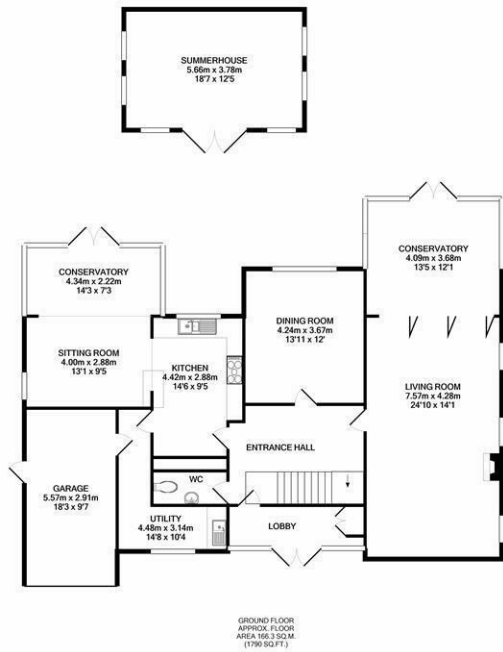 SUMMERHOUSE
5.66m x 3.78m
18'7 x 12'5
CONSERVATORY
4.09m x 3.68m
13'5 x 12'1
CONSERVATORY
4.34m x 2.22m
14'3 x 7'3
DINING ROOM
4.24m x 3.67m
13'11 x 12'
SITTING ROOM
4.00m x 2.88m
13'1 x 9'5
KITCHEN
4.42m x 2.88m
14'6 x 9'5
LIVING ROOM
7.57m x 4.28m
24'10 x 14'1
ENTRANCE HALL
GARAGE
5.57m x 2.91m
18'3 x 9'7
WC
UTILITY
4.48m x 3.14m
14'8 x 10'4
LOBBY
GROUND FLOOR
APPROX. FLOOR
AREA 166.3 SQ.M.
(1790 SQ.FT.)